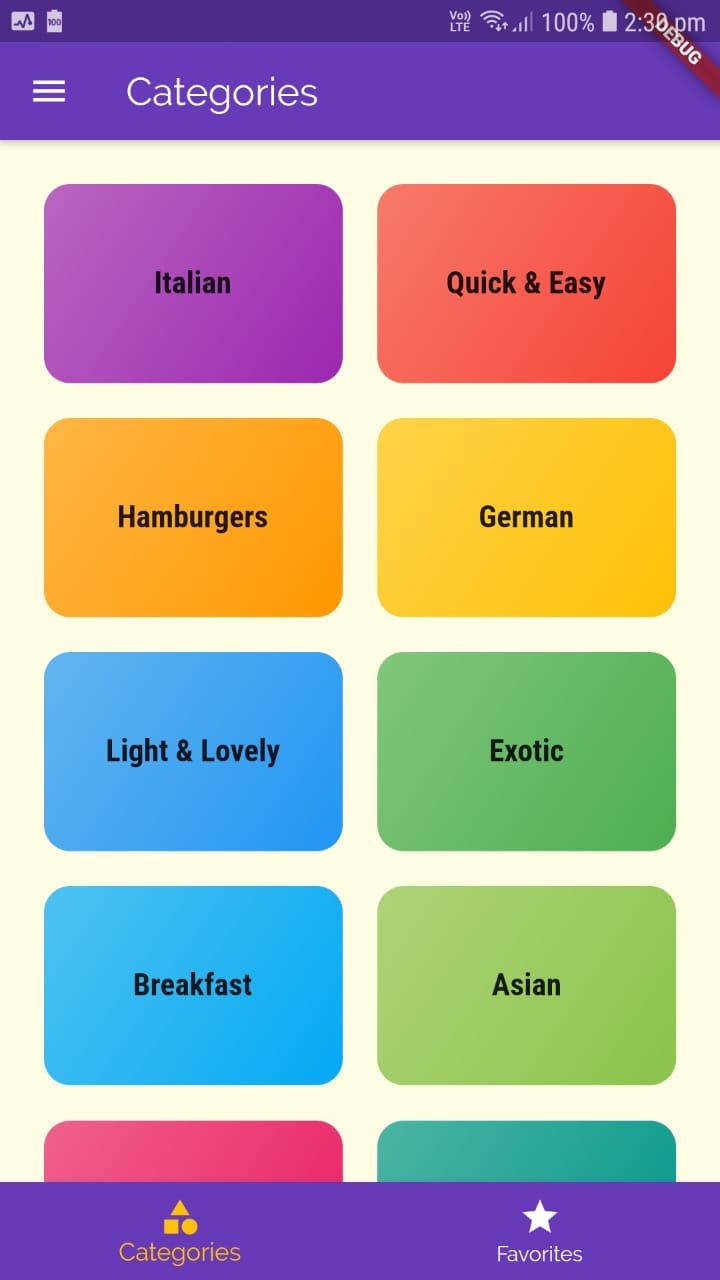 100
Vo))
LTE
100%
2:30 pm
DEBUG
Categories
Italian
Quick & Easy
Hamburgers
German
Light & Lovely
Exotic
Breakfast
Asian
Categories
Favorites